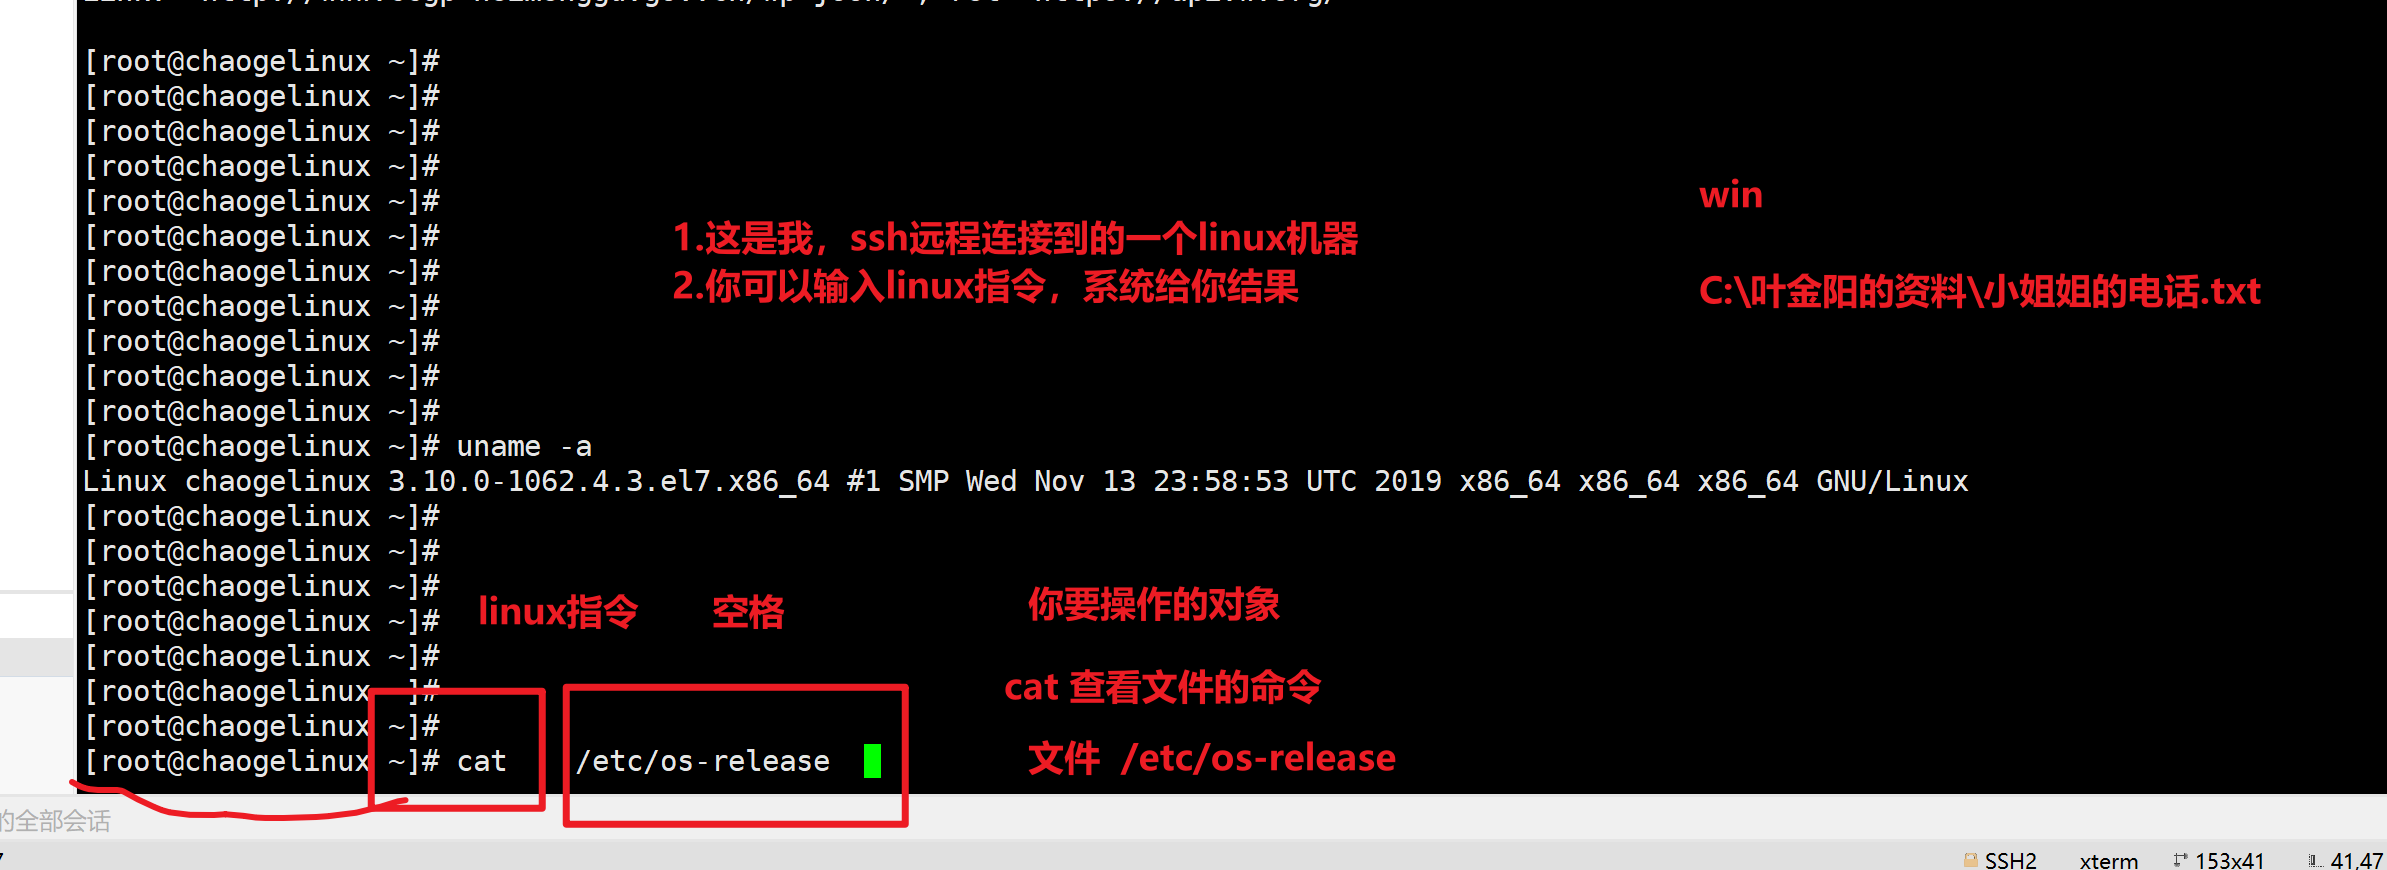 [root@chaogelinux ~]#
[root@chaogelinux ~]#
[root@chaogelinux ~]#
[root@chaogelinux ~]#
[root@chaogelinux ~]#
win
[root@chaogelinux ~]#
1.这是我，ssh远程连接到的一个linux机器
[root@chaogelinux ~]#
2.你可以输入linux指令，系统给你结果
C:\叶金阳的资料\小姐姐的电话.txt
[root@chaogelinux ~]#
[root@chaogelinux ~]#
[root@chaogelinux ~]#
[root@chaogelinux ~]#
[root@chaogelinux ~]# uname -a
Linux chaogelinux 3.10.0-1062.4.3.el7.x86_64 #1 SMP Wed Nov 13 23:58:53 UTC 2019 x86_64 x86_64 x86_64 GNU/Linux
[root@chaogelinux ~]#
[root@chaogelinux ~]#
[root@chaogelinux ~]#
linux指令 空格 你要操作的对象
[root@chaogelinux ~]#
[root@chaogelinux ~]#
[root@chaogelinux ~]#
cat 查看文件的命令
[root@chaogelinux ~]#
[root@chaogelinux ~]# cat /etc/os-release
文件 /etc/os-release
的全部会话
SSH2 xterm 153x41 41,47